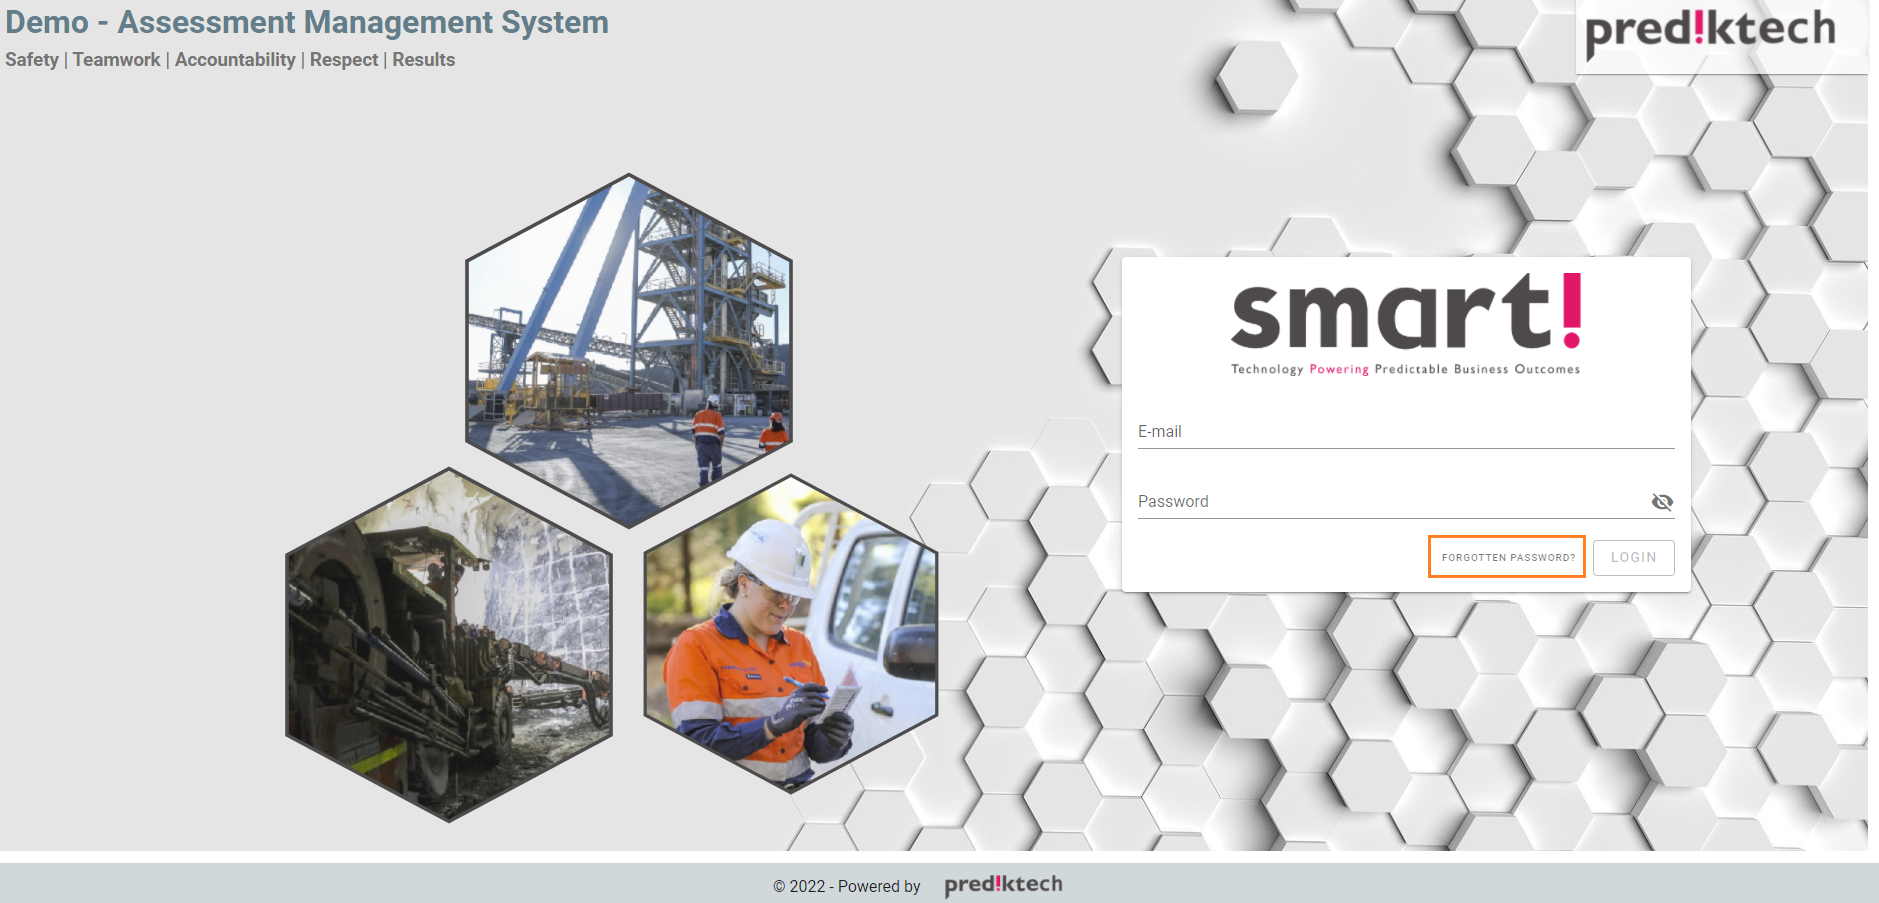 Demo - Assessment Management System
Safety | Teamwork | Accountability | Respect | Results
pred!ktech
smart!
Technology Powering Predictable Business Outcomes
E-mail
Password
FORGOTTEN PASSWORD?
LOGIN
© 2022 - Powered by pred!ktech